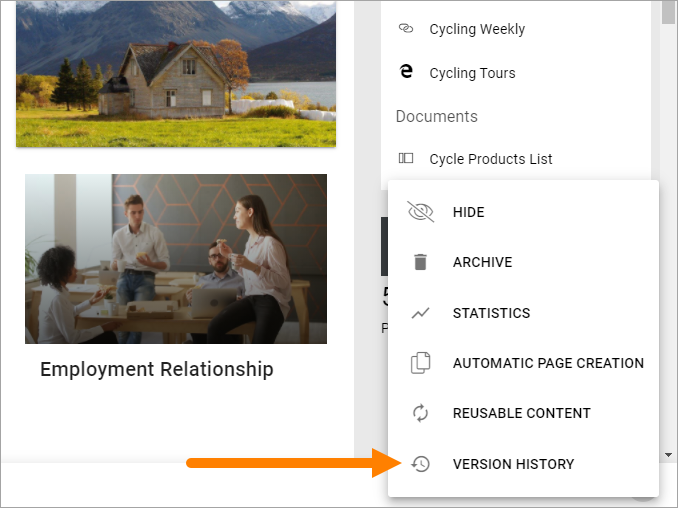 Cycling Weekly
Cycling Tours
Documents
Cycle Products List
Employment Relationship
HIDE
ARCHIVE
STATISTICS
AUTOMATIC PAGE CREATION
REUSABLE CONTENT
VERSION HISTORY